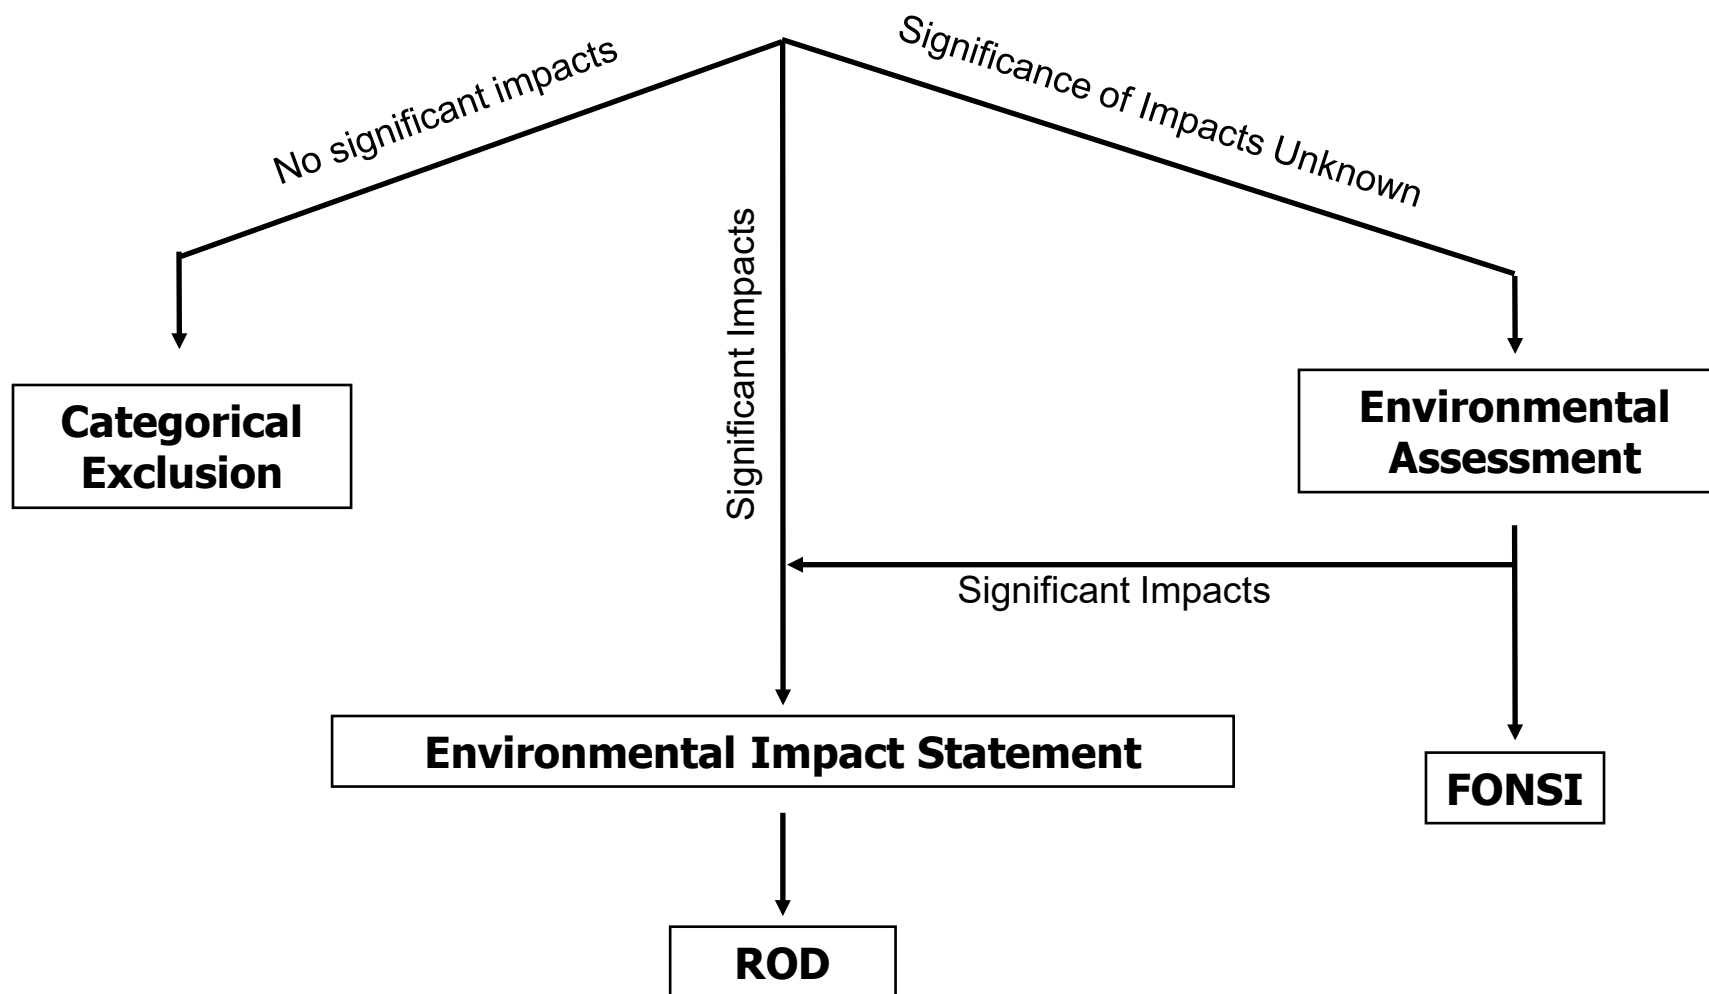 No significant impacts
Significance of Impacts Unknown
Significant Impacts
Categorical
Exclusion
Environmental
Assessment
Significant Impacts
Environmental Impact Statement
FONSI
ROD